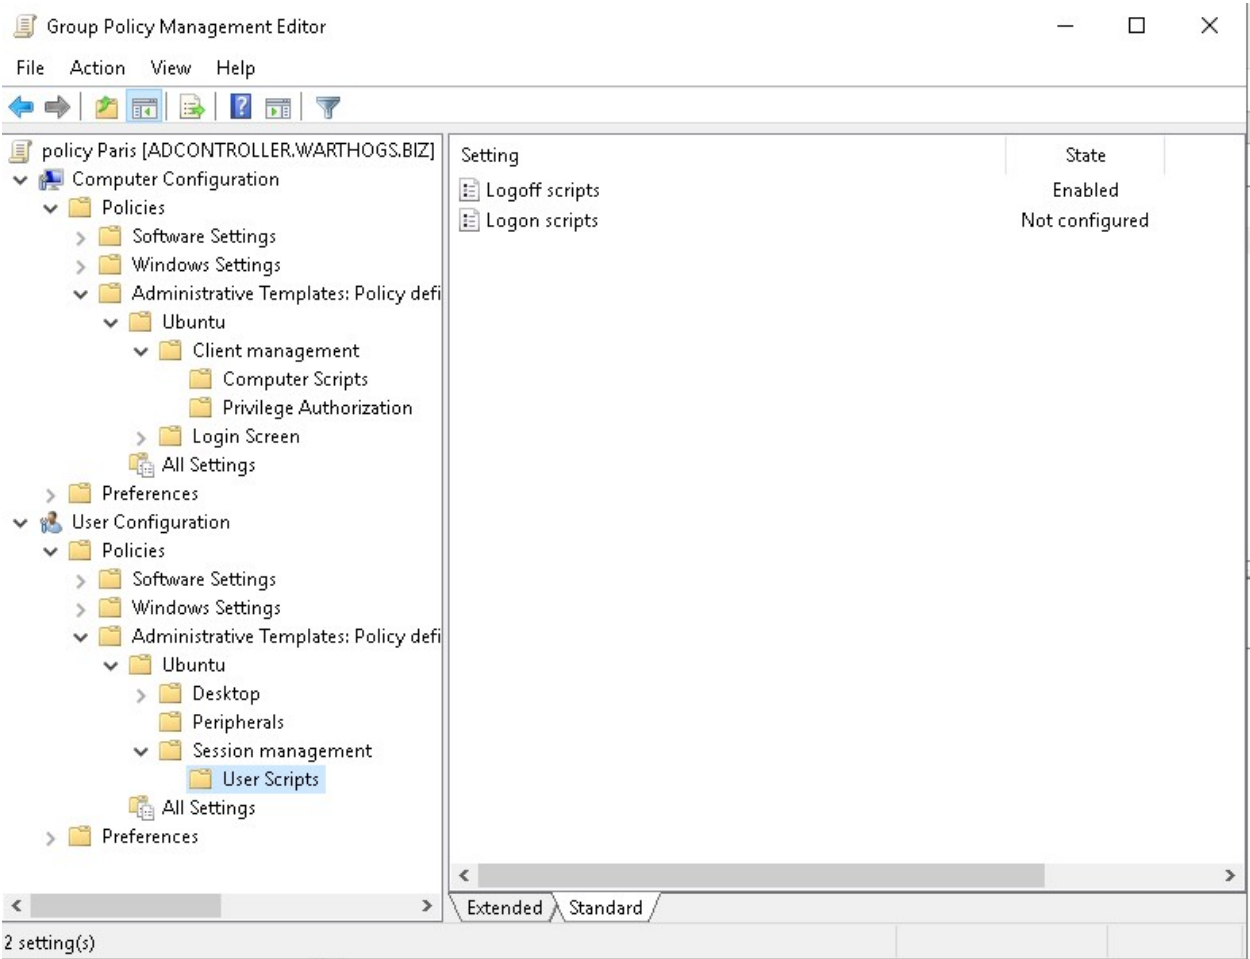 Group Policy Management Editor
File Action View Help
policy Paris [ADCONTROLLER.WARTHOGS.BIZ]
Computer Configuration
Policies
Software Settings
Windows Settings
Administrative Templates: Policy defi
Ubuntu
Client management
Computer Scripts
Privilege Authorization
Login Screen
All Settings
Preferences
User Configuration
Policies
Software Settings
Windows Settings
Administrative Templates: Policy defi
Ubuntu
Desktop
Peripherals
Session management
User Scripts
All Settings
Preferences
Setting State
Logoff scripts Enabled
Logon scripts Not configured
Extended Standard
2 setting(s)